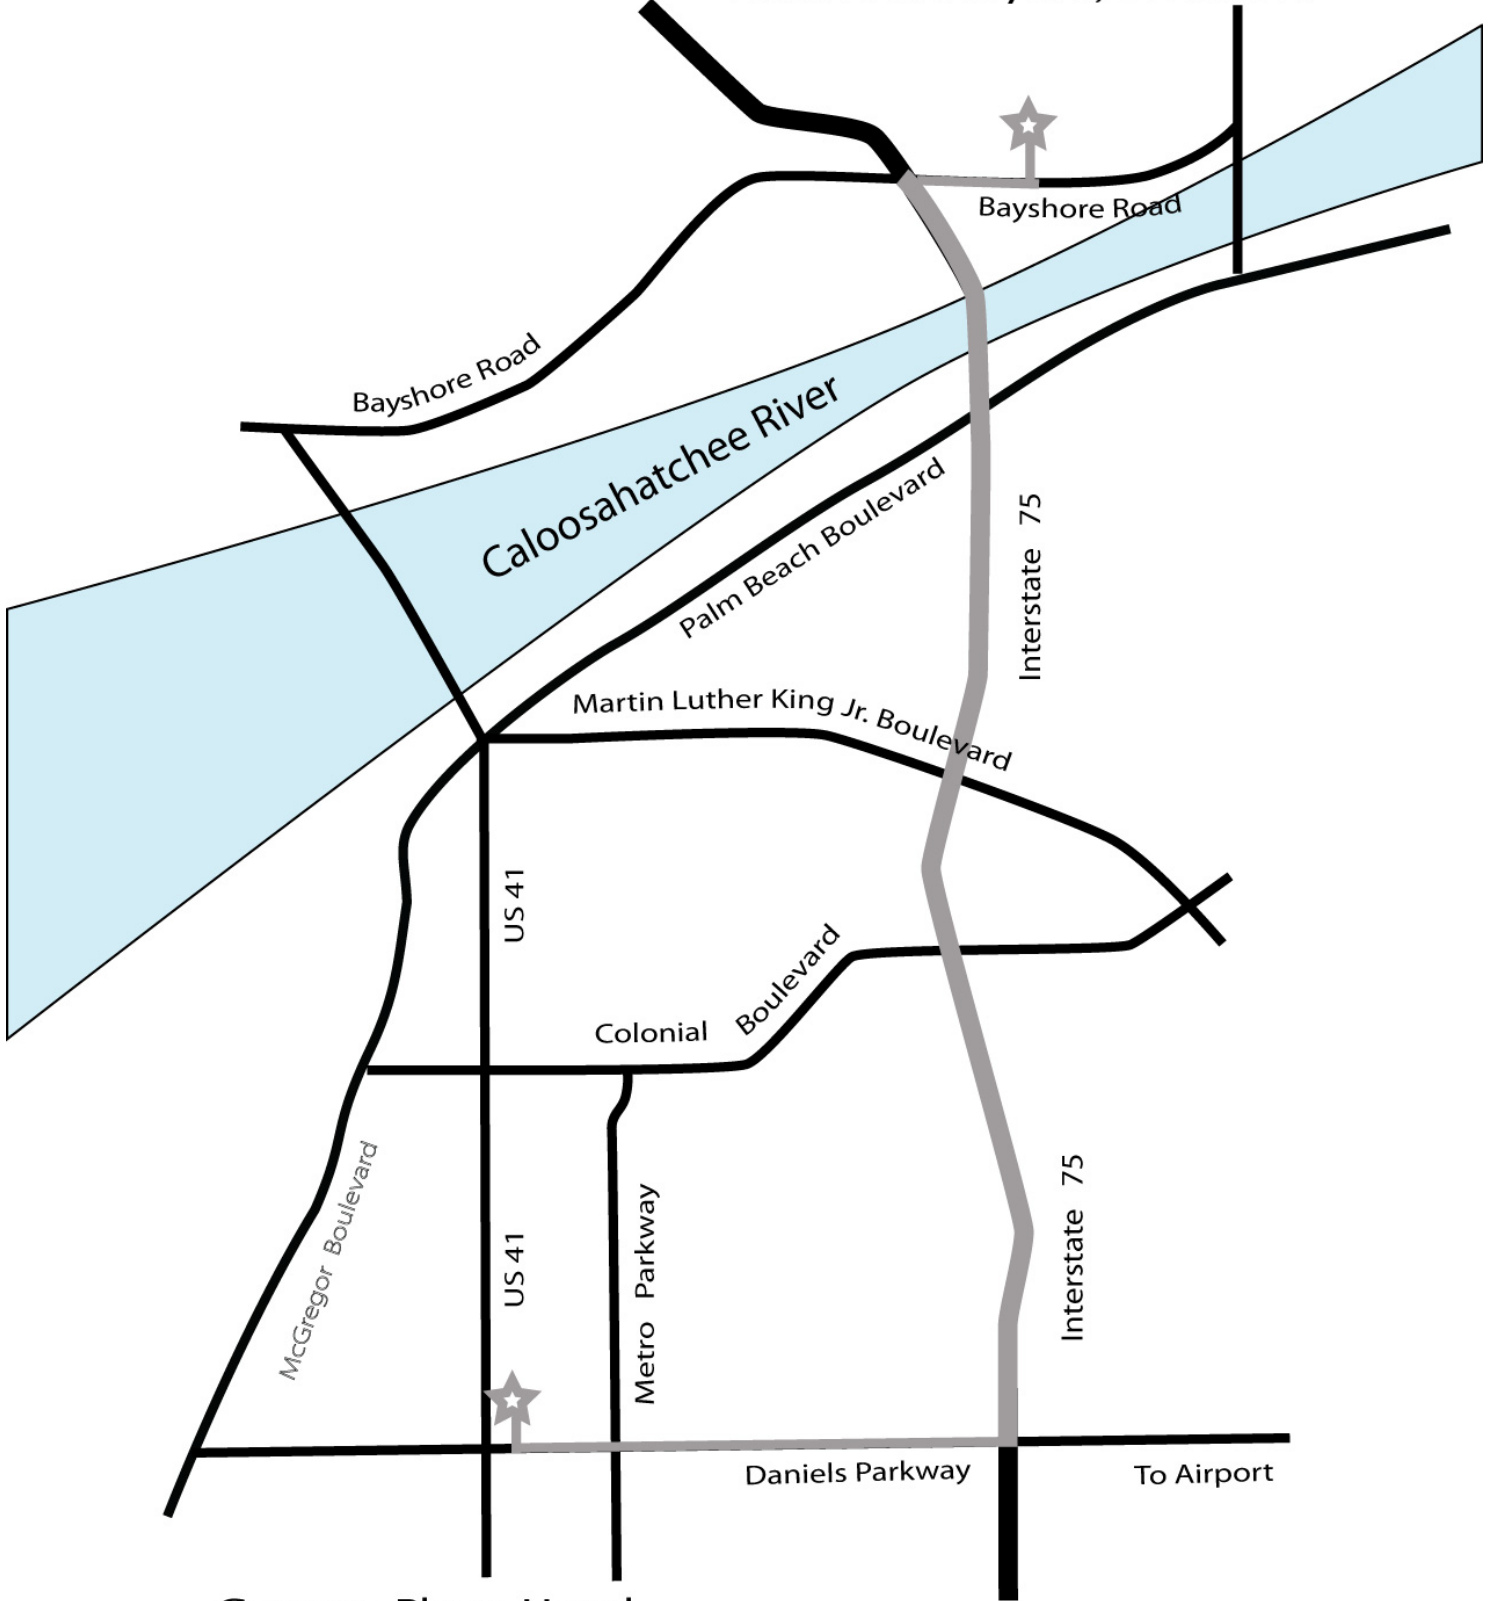 Bayshore Road
Bayshore Road
Caloosahatchee River
Palm Beach Boulevard
Interstate 75
Martin Luther King Jr. Boulevard
US 41
Colonial Boulevard
McGregor Boulevard
US 41
Metro Parkway
Interstate 75
Daniels Parkway
To Airport